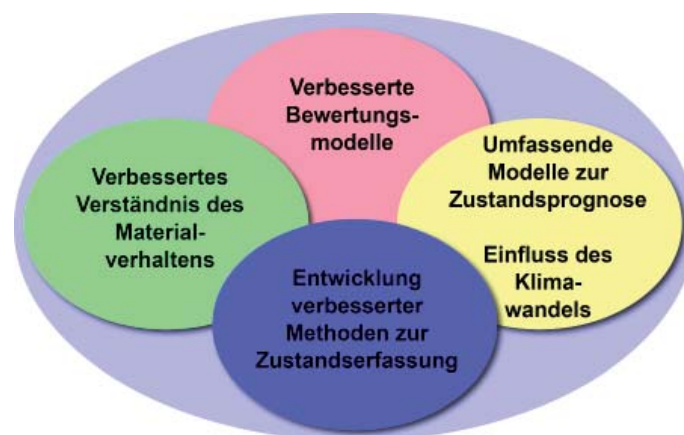 Verbesserte
Bewertungs-
modelle
Verbessertes
Verständnis des
Material-
verhaltens
Umfassende
Modelle zur
Zustandsprognose
Einfluss des
Klima-
wandels
Entwicklung
verbesserter
Methoden zur
Zustandserfassung